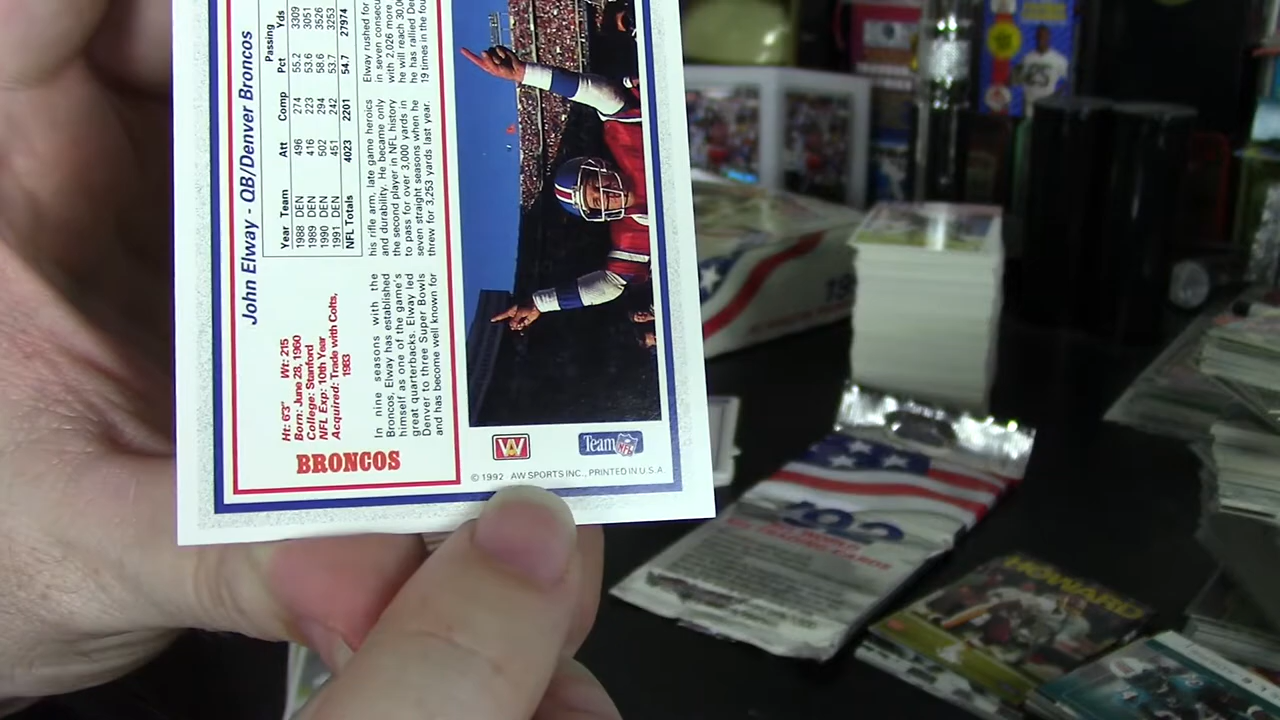 John Elway - QB/Denver Broncos
Passing
Year Team Att Comp Pct Yds
1988 DEN 496 274 55.2 3309
1989 DEN 416 223 53.6 3051
1990 DEN 502 294 58.6 3526
1991 DEN 451 242 53.7 3253
NFL Totals 4023 2201 54.7 27974
Ht: 6'3" Wt: 215
Born: June 28, 1960
College: Stanford
NFL Exp: 10th Year
Acquired: Trade with Colts,
1983
In nine seasons with the
Broncos, Elway has established
himself as one of the game's
great quarterbacks. Elway led
Denver to three Super Bowls
and has become well known for
his rifle arm, late game heroics
and durability. He became only
the second player in NFL history
to pass for over 3,000 yards in
seven straight seasons when he
threw for 3,253 yards last year.
Elway rushed for
in seven consecu
with 2,026 more
he will reach 30,00
he has rallied De
19 times in the fou
BRONCOS
W
Team NFL
© 1992 AW SPORTS INC., PRINTED IN U.S.A.
HOWARD
25